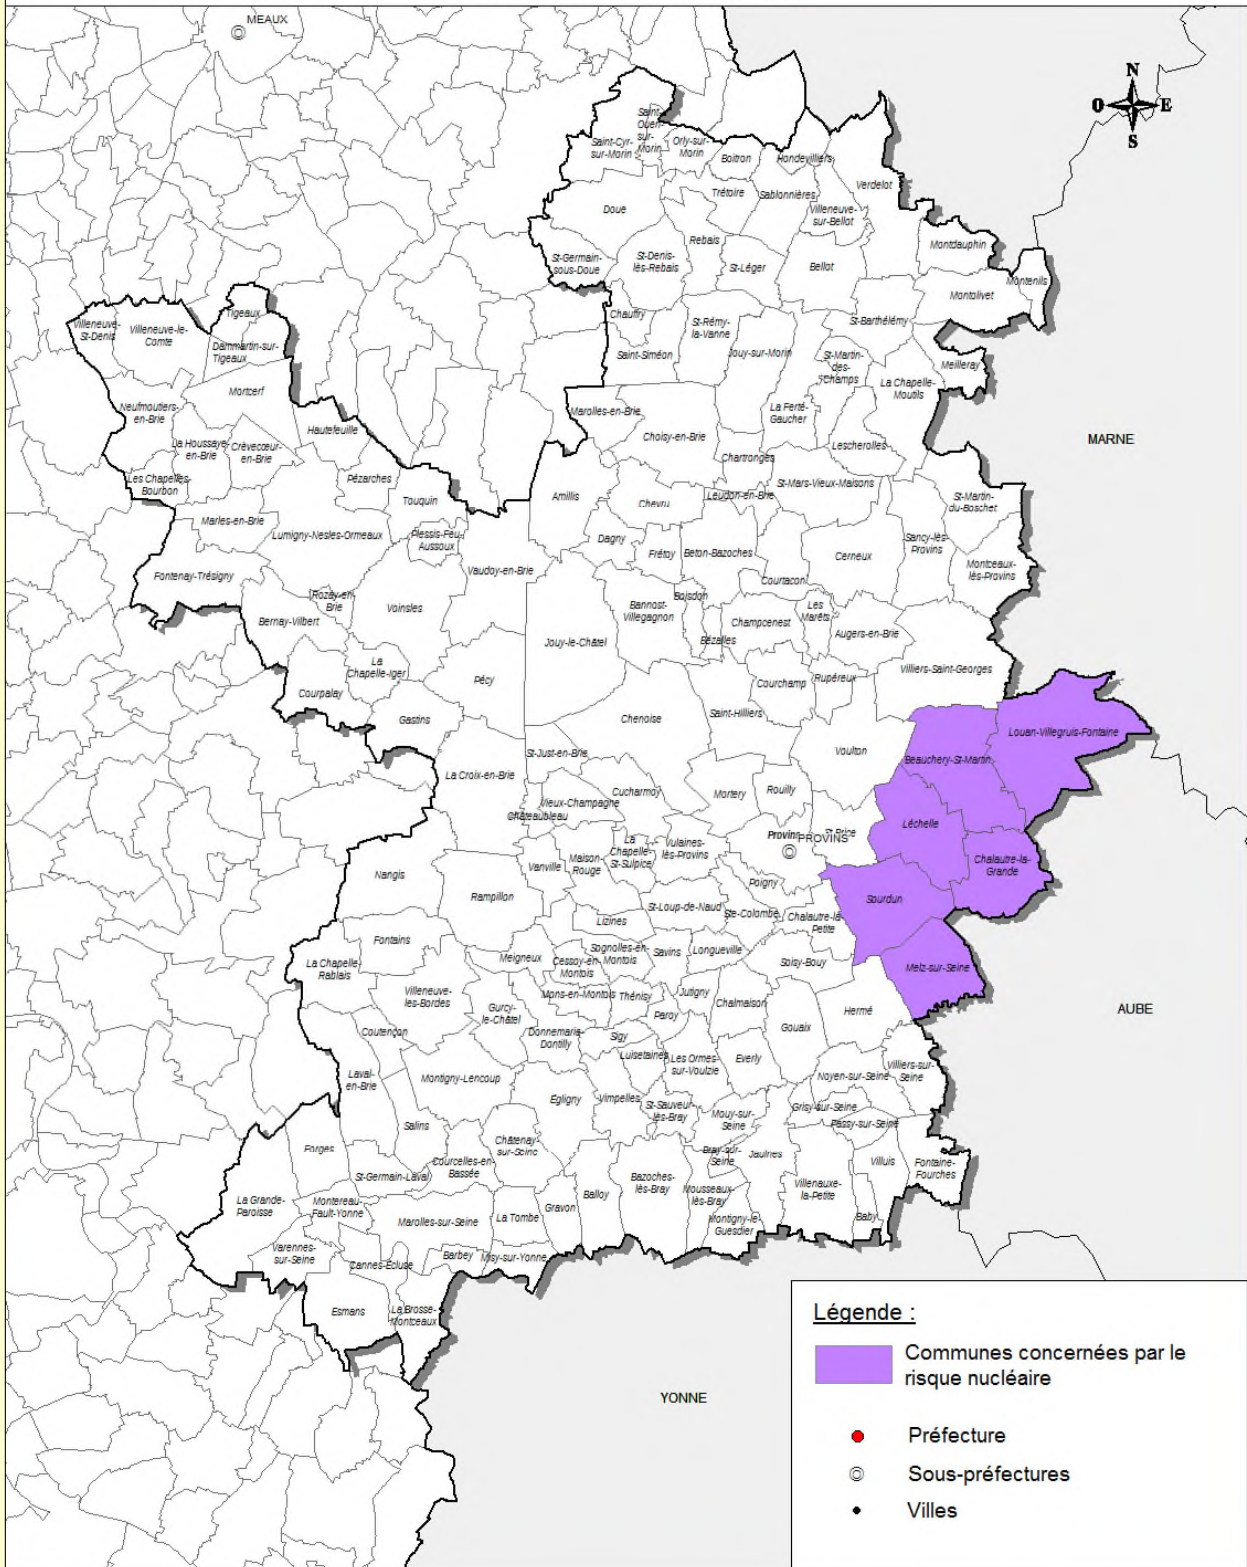 MEAUX
N
O
E
S
Saint-
Ouen-
sur-
Morin
Saint-Cyr-
sur-Morin
Orly-sur-
Morin
Boitron
Hondevilliers
Verdelot
Trétoire
Sablonnières
Villeneuve-
sur-Bellot
Doue
Rebais
Montdauphin
St-Germain-
sous-Doue
St-Denis-
lès-Rebais
St-Léger
Bellot
Montenils
Montolivet
Villeneuve-
St-Denis
Villeneuve-le-
Comte
Tigeaux
Dammartin-sur-
Tigeaux
Chauffry
St-Rémy-
la-Vanne
St-Barthélémy
Saint-Siméon
Jouy-sur-Morin
St-Martin-
des-
Champs
Meilleray
La Chapelle-
Moutils
Mortcerf
Neufmoutiers-
en-Brie
Hautefeuille
Marolles-en-Brie
La Ferté-
Gaucher
Choisy-en-Brie
MARNE
La Houssaye-
en-Brie
Crèvecœur-
en-Brie
Lescherolles
Chartronges
Les Chapelles-
Bourbon
Pézarches
St-Mars-Vieux-Maisons
Touquin
Amillis
Chevru
Leudon-en-Brie
St-Martin-
du-Boschet
Marles-en-Brie
Lumigny-Nesles-Ormeaux
Plessis-Feu-
Aussoux
Dagny
Frétoy
Beton-Bazoches
Cerneux
Sancy-lès-
Provins
Montceaux-
lès-Provins
Fontenay-Trésigny
Vaudoy-en-Brie
Courtacon
Rozay-en-
Brie
Voinsles
Bannost-
Villegagnon
Boisdon
Les
Marêts
Bernay-Vilbert
Champcenest
Augers-en-Brie
Jouy-le-Châtel
Bezalles
La
Chapelle-Iger
Villiers-Saint-Georges
Courpalay
Pécy
Courchamp
Rupéreux
Gastins
Chenoise
Saint-Hilliers
Louan-Villegruis-Fontaine
St-Just-en-Brie
Voulton
Beauchery-St-Martin
La Croix-en-Brie
Cucharmoy
Mortery
Rouilly
Vieux-Champagne
Châteaubleau
Léchelle
Provins
PROVINS
St-Brice
La
Chapelle-
St-Sulpice
Vulaines-
lès-Provins
Vanville
Maison-
Rouge
Chalautre-la-
Grande
Nangis
Rampillon
Poigny
Sourdun
St-Loup-de-Naud
Ste-Colombe
Chalautre-la-
Petite
Lizines
Fontains
Sognolles-en-
Montois
Savins
Longueville
La Chapelle-
Rablais
Meigneux
Cessoy-en-
Montois
Soisy-Bouy
Melz-sur-Seine
Villeneuve-
les-Bordes
Mons-en-Montois
Thénisy
Jutigny
Chalmaison
Gurcy-
le-Châtel
Paroy
Hermé
AUBE
Coutençon
Donnemarie-
Dontilly
Sigy
Gouaix
Luisetaines
Les Ormes-
sur-Voulzie
Everly
Villiers-sur-
Seine
Laval-
en-Brie
Montigny-Lencoup
Noyen-sur-Seine
Égligny
Vimpelles
St-Sauveur-
lès-Bray
Mouy-sur-
Seine
Grisy-sur-Seine
Passy-sur-Seine
Salins
Châtenay-
sur-Seine
Forges
Bray-sur-
Seine
Jaulnes
Villuis
Fontaine-
Fourches
St-Germain-Laval
Courcelles-en-
Bassée
Bazoches-
lès-Bray
Mousseaux-
lès-Bray
Villenauxe-
la-Petite
La Grande-
Paroisse
Montereau-
Fault-Yonne
Balloy
Gravon
La Tombe
Marolles-sur-Seine
Montigny-le-
Guesdier
Baby
Varennes-
sur-Seine
Cannes-Ecluse
Barbey
Misy-sur-Yonne
Esmans
La Brosse-
Montceaux
YONNE
Légende :
Communes concernées par le
risque nucléaire
Préfecture
Sous-préfectures
Villes